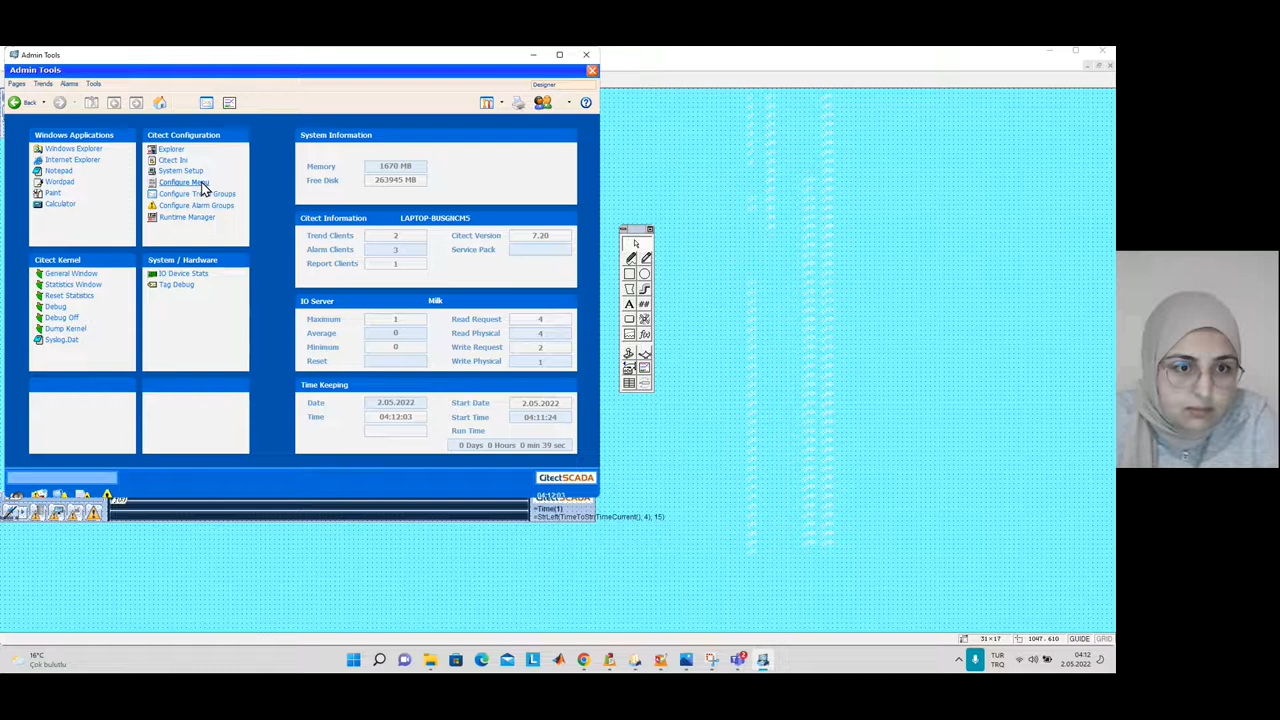 Admin Tools
Admin Tools
Pages Trends Alarms Tools
Designer
Back
Windows Applications
Windows Explorer
Internet Explorer
Notepad
Wordpad
Paint
Calculator
Citect Configuration
Explorer
Citect Ini
System Setup
Configure Menu
Configure Trend Groups
Configure Alarm Groups
Runtime Manager
System Information
Memory 1670 MB
Free Disk 263945 MB
Citect Information LAPTOP-BUSGNCM5
Trend Clients 2 Citect Version 7.20
Alarm Clients 3 Service Pack
Report Clients 1
Citect Kernel
General Window
Statistics Window
Reset Statistics
Debug
Debug Off
Dump Kernel
Syslog.Dat
System / Hardware
IO Device Stats
Tag Debug
IO Server Milk
Maximum 1 Read Request 4
Average 0 Read Physical 4
Minimum 0 Write Request 2
Reset Write Physical 1
Time Keeping
Date 2.05.2022 Start Date 2.05.2022
Time 04:12:03 Start Time 04:11:24
Run Time
0 Days 0 Hours 0 min 39 sec
CitectSCADA
04:12:03
=Time(1)
=StrLeft(TimeToStr(TimeCurrent(), 4), 15)
A ##
31×17 1047, 610 GUIDE GRID
16°C
Çok bulutlu
TUR
TRQ
04:12
2.05.2022